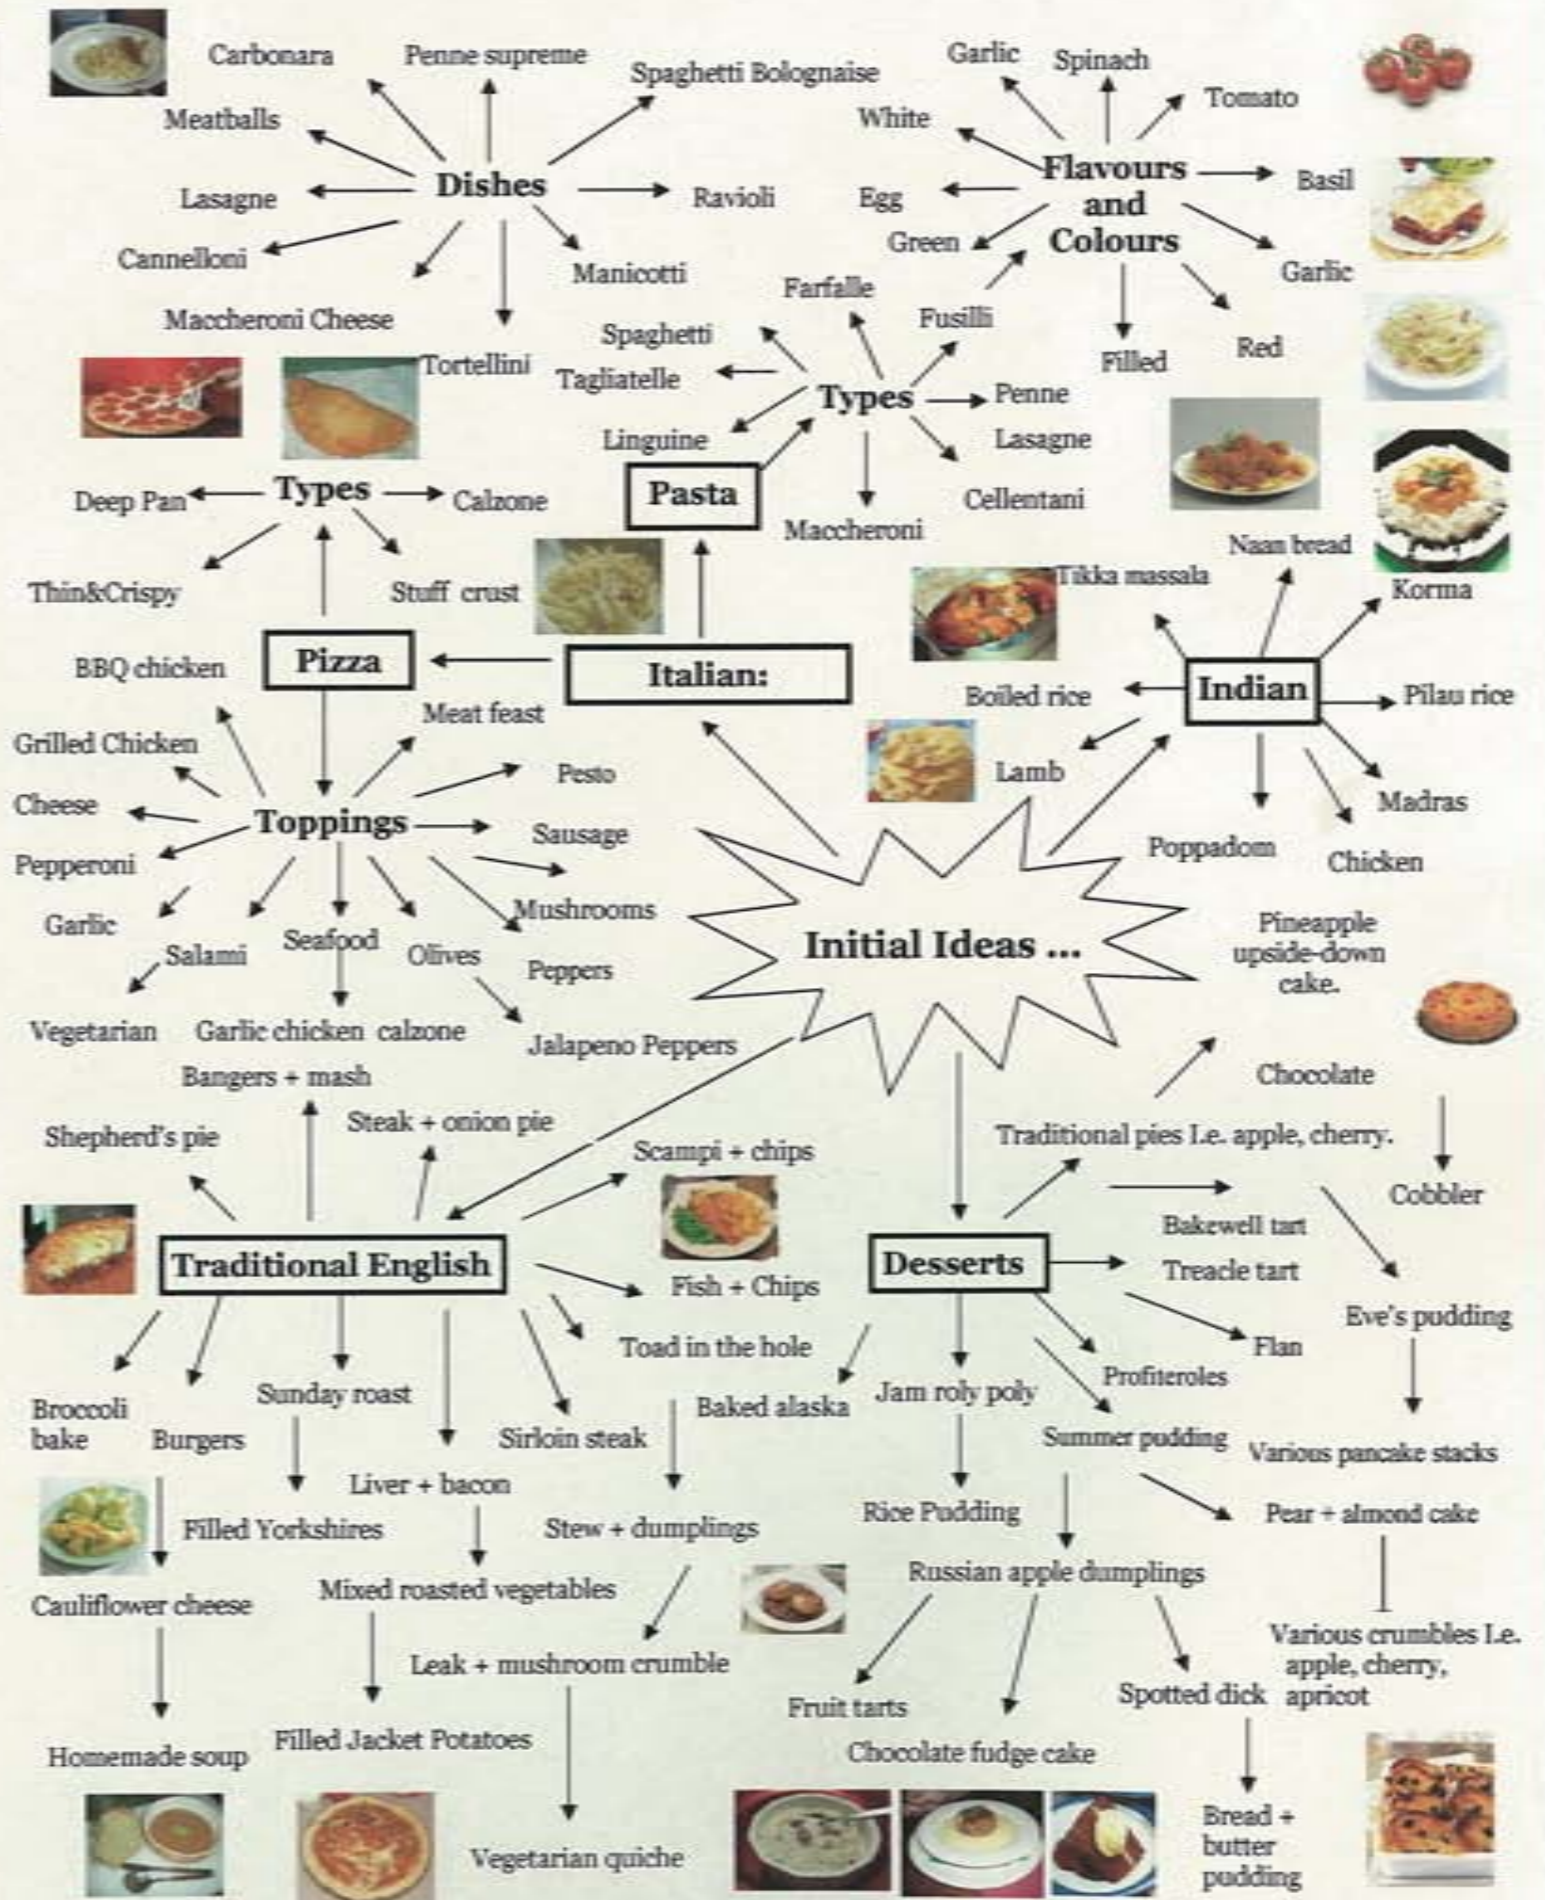 Carbonara
Penne supreme
Spaghetti Bolognaise
Meatballs
Dishes
Lasagne
Ravioli
Cannelloni
Manicotti
Maccheroni Cheese
Tortellini
Garlic
Spinach
Tomato
White
Flavours
and
Colours
Basil
Egg
Green
Garlic
Filled
Red
Farfalle
Fusilli
Spaghetti
Tagliatelle
Types
Penne
Linguine
Lasagne
Cellentani
Maccheroni
Pasta
Types
Deep Pan
Calzone
Thin&Crispy
Stuff crust
Pizza
Italian:
BBQ chicken
Meat feast
Grilled Chicken
Pesto
Cheese
Toppings
Sausage
Pepperoni
Mushrooms
Garlic
Salami
Seafood
Olives
Peppers
Vegetarian
Garlic chicken calzone
Jalapeno Peppers
Naan bread
Tikka massala
Korma
Boiled rice
Indian
Pilau rice
Lamb
Madras
Poppadom
Chicken
Initial Ideas ...
Bangers + mash
Shepherd's pie
Steak + onion pie
Scampi + chips
Traditional English
Fish + Chips
Toad in the hole
Broccoli
bake
Burgers
Sunday roast
Sirloin steak
Liver + bacon
Filled Yorkshires
Stew + dumplings
Cauliflower cheese
Mixed roasted vegetables
Leak + mushroom crumble
Homemade soup
Filled Jacket Potatoes
Vegetarian quiche
Pineapple
upside-down
cake.
Chocolate
Traditional pies I.e. apple, cherry.
Cobbler
Bakewell tart
Desserts
Treacle tart
Eve's pudding
Flan
Profiteroles
Baked alaska
Jam roly poly
Summer pudding
Various pancake stacks
Rice Pudding
Pear + almond cake
Russian apple dumplings
Various crumbles I.e.
apple, cherry,
apricot
Fruit tarts
Spotted dick
Chocolate fudge cake
Bread +
butter
pudding